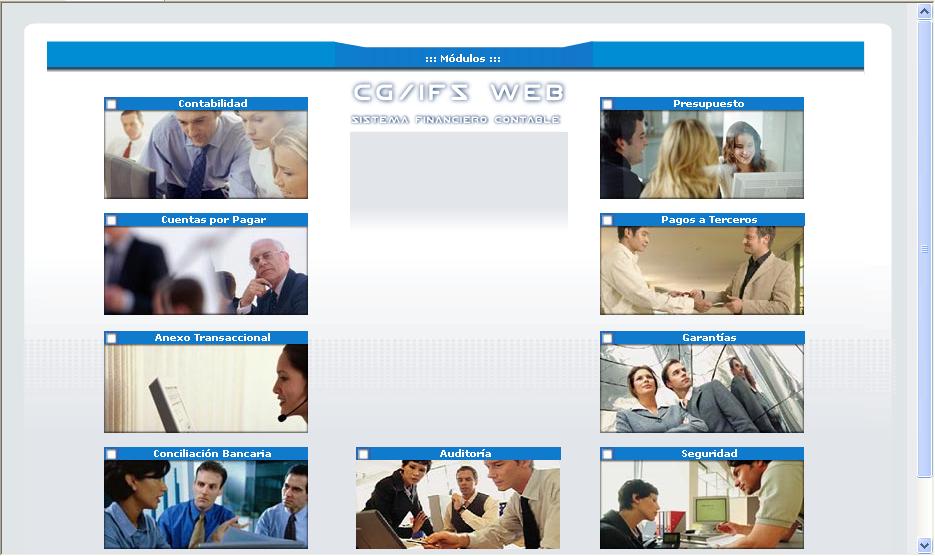 ::: Módulos :::
CG/IFS WEB
SISTEMA FINANCIERO CONTABLE
Contabilidad
Presupuesto
Cuentas por Pagar
Pagos a Terceros
Anexo Transaccional
Garantías
Conciliación Bancaria
Auditoría
Seguridad